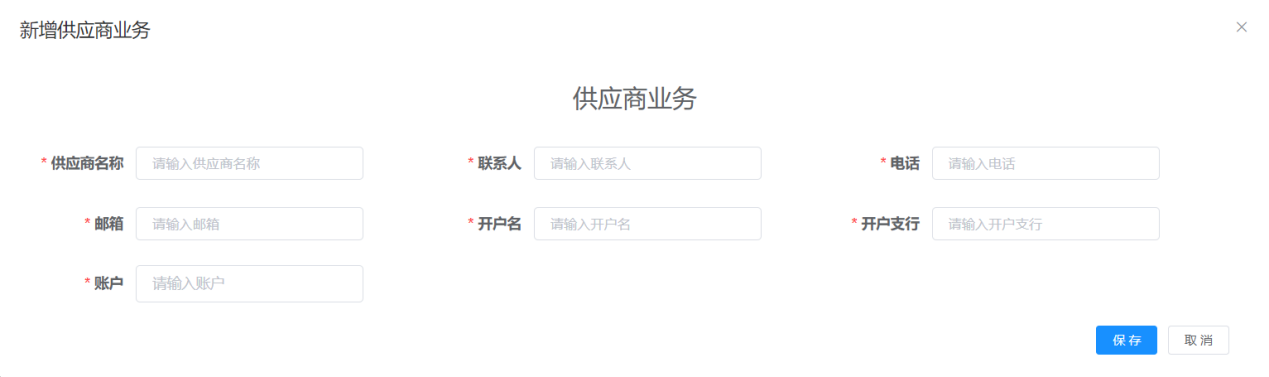 新增供应商业务
供应商业务
* 供应商名称 请输入供应商名称 * 联系人 请输入联系人 * 电话 请输入电话
* 邮箱 请输入邮箱 * 开户名 请输入开户名 * 开户支行 请输入开户支行
* 账户 请输入账户
保存 取消